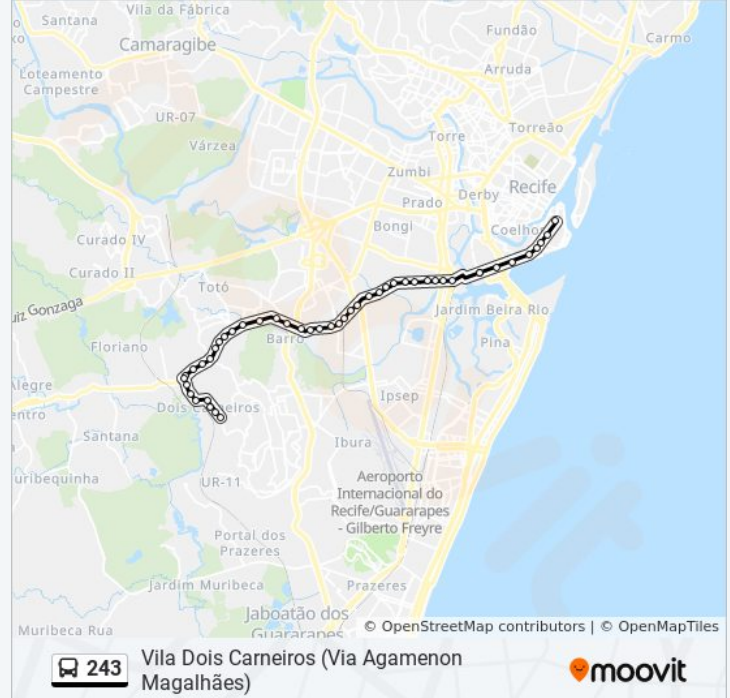 Vila da Fábrica
Santana
Camaragibe
Fundão
Carmo
Arruda
Loteamento
Campestre
UR-07
Torre
Torreão
Várzea
Zumbi
Recife
Derby
Prado
Bongi
Coelhos
Curado IV
Curado II
Totó
iz Gonzaga
Jardim Beira Rio
Barro
Pina
Floriano
Ipsep
Dois Carneiros
Santana
Ibura
UR-11
Aeroporto
Internacional do
Recife/Guararapes
- Gilberto Freyre
Portal dos
Prazeres
Jardim Muribeca
Prazeres
Jaboatão dos
Guararapes
Muribeca Rua
© OpenStreetMap contributors | © OpenMapTiles
243
Vila Dois Carneiros (Via Agamenon
Magalhães)
moovit